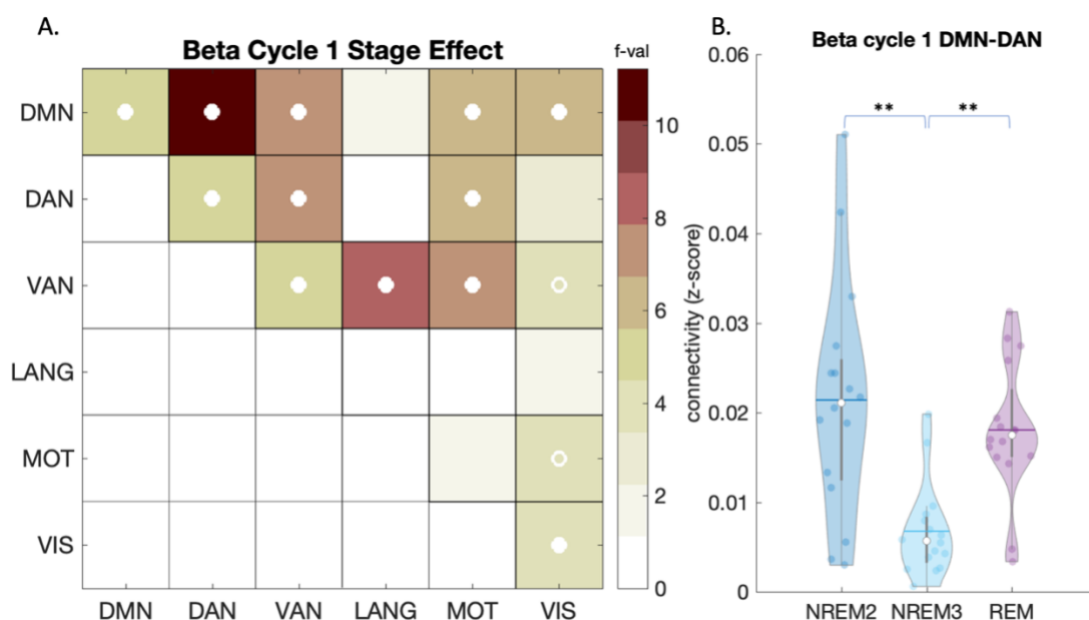 A.
Beta Cycle 1 Stage Effect
f-val
DMN
DAN
VAN
LANG
MOT
VIS
DMN DAN VAN LANG MOT VIS
10
8
6
4
2
0
B.
Beta cycle 1 DMN-DAN
connectivity (z-score)
0.06
0.05
0.04
0.03
0.02
0.01
0
** **
NREM2 NREM3 REM